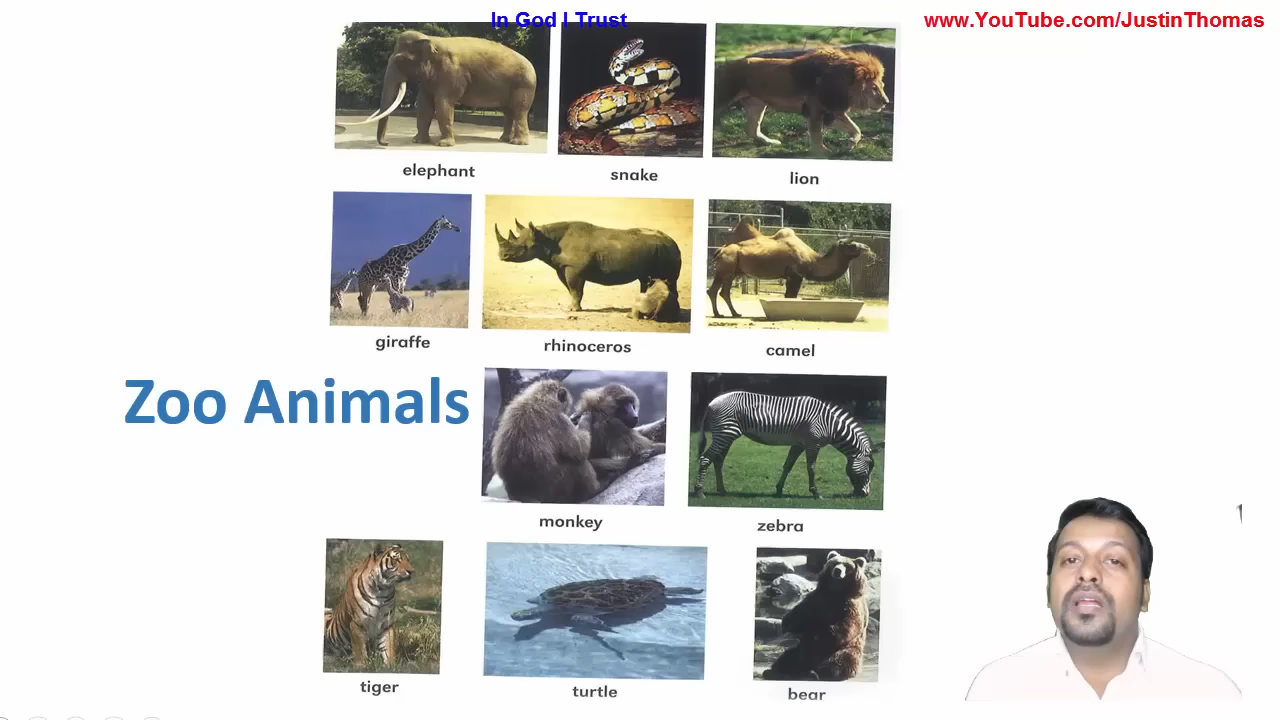 In God I Trust
www.YouTube.com/JustinThomas
elephant
snake
lion
giraffe
rhinoceros
camel
Zoo Animals
monkey
zebra
tiger
turtle
bear